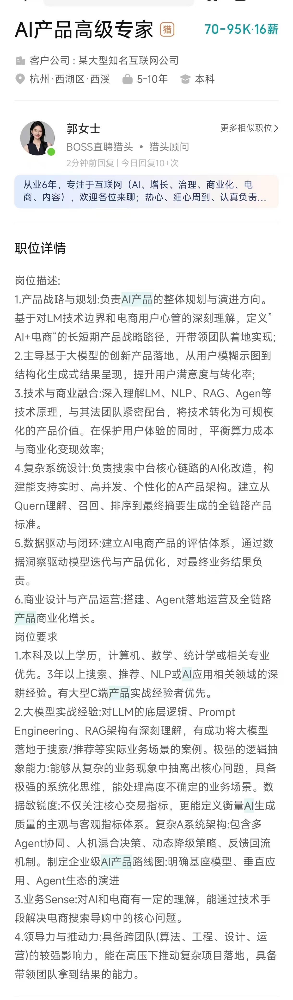 AI产品高级专家 猎 70-95K·16薪
客户公司：某大型知名互联网公司
杭州·西湖区·西溪 5-10年 本科
郭女士 更多相似职位
BOSS直聘猎头 • 猎头顾问
2分钟前回复 | 今日回复10+次
从业6年，专注于互联网（AI、增长、治理、商业化、电
商、内容），欢迎各位来聊；热心、细心周到、认真负责...
职位详情
岗位描述:
1.产品战略与规划:负责AI产品的整体规划与演进方向。
基于对LM技术边界和电商用户心管的深刻理解，定义”
AI+电商“的长短期产品战略路径，开带领团队着地实现;
2.主导基于大模型的创新产品落地，从用户模糊示图到
结构化生成式结果呈现，提升用户满意度与转化率;
3.技术与商业融合:深入理解LM、NLP、RAG、Agen等
技术原理，与其法团队紧密配台，将技术转化为可规模
化的产品价值。在保护用户体验的同时，平衡算力成本
与商业化变现效率;
4.复杂系统设计:负责搜索中台核心链路的AI化改造，构
建能支持实时、高并发、个性化的A产品架构。建立从
Quern理解、召回、排序到最终摘要生成的全链路产品
标准。
5.数据驱动与闭环:建立AI电商产品的评估体系，通过数
据洞察驱动模型迭代与产品优化，对最终业务结果负
责。
6.商业设计与产品运营:搭建、Agent落地运营及全链路
产品商业化增长。
岗位要求
1.本科及以上学历，计算机、数学、统计学或相关专业
优先。3年以上搜索、推荐、NLP或AI应用相关领域的深
耕经验。有大型C端产品实战经验者优先。
2.大模型实战经验:对LLM的底层逻辑、Prompt
Engineering、RAG架构有深刻理解，有成功将大模型
落地于搜索/推荐等实际业务场景的案例。极强的逻辑抽
象能力:能够从复杂的业务现象中抽离出核心问题，具备
极强的系统化思维，能处理高度不确定的业务场景。数
据敏锐度:不仅关注核心交易指标，更能定义衡量AI生成
质量的主观与客观指标体系。复杂A系统架构:包含多
Agent协同、人机混合决策、动态降级策略、反馈回流
机制。制定企业级AI产品路线图:明确基座模型、垂直应
用、Agent生态的演进
3.业务Sense:对AI和电商有一定的理解，能通过技术手
段解决电商搜索导购中的核心问题。
4.领导力与推动力:具备跨团队(算法、工程、设计、运
营)的较强影响力，能在高压下推动复杂项目落地，具备
带领团队拿到结果的能力。